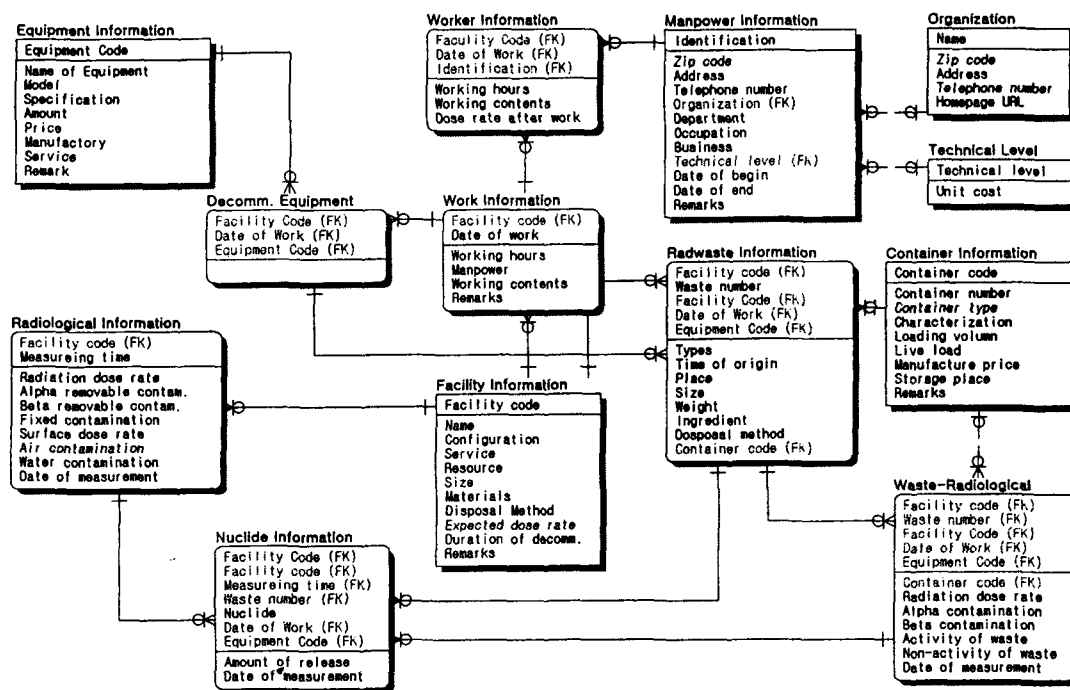 Equipment Information
Equipment Code
Name of Equipment
Model
Specification
Amount
Price
Manufactory
Service
Remark
Worker Information
Faculity Code (FK)
Date of Work (FK)
Identification (FK)
Working hours
Working contents
Dose rate after work
Manpower Information
Identification
Zip code
Address
Telephone number
Organization (FK)
Department
Occupation
Business
Technical level (FK)
Date of begin
Date of end
Remarks
Organization
Name
Zip code
Address
Telephone number
Homepage URL
Technical Level
Technical level
Unit cost
Decomm. Equipment
Facility Code (FK)
Date of Work (FK)
Equipment Code (FK)
Work Information
Facility code (FK)
Date of work
Working hours
Manpower
Working contents
Remarks
Radwaste Information
Facility code (FK)
Waste number
Facility Code (FK)
Date of Work (FK)
Equipment Code (FK)
Types
Time of origin
Place
Size
Weight
Ingredient
Dosposal method
Container code (FK)
Container Information
Container code
Container number
Container type
Characterization
Loading volumn
Live load
Manufacture price
Storage place
Remarks
Radiological Information
Facility code (FK)
Measureing time
Radiation dose rate
Alpha removable contam.
Beta removable contam.
Fixed contamination
Surface dose rate
Air contamination
Water contamination
Date of measurement
Facility Information
Facility code
Name
Configuration
Service
Resource
Size
Materials
Disposal Method
Expected dose rate
Duration of decomm.
Remarks
Nuclide Information
Facility Code (FK)
Facility code (FK)
Measureing time (FK)
Waste number (FK)
Nuclide
Date of Work (FK)
Equipment Code (FK)
Amount of release
Date of measurement
Waste-Radiological
Facility code (FK)
Waste number (FK)
Facility Code (FK)
Date of Work (FK)
Equipment Code (FK)
Container code (FK)
Radiation dose rate
Alpha contamination
Beta contamination
Activity of waste
Non-activity of waste
Date of measurement